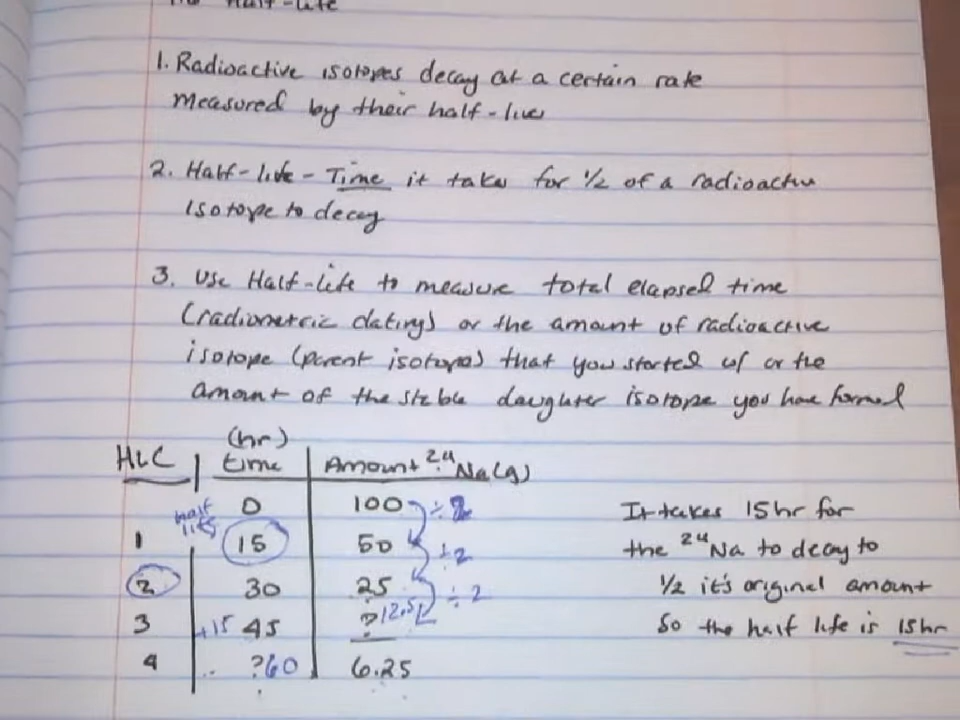 Half-life
1. Radioactive isotopes decay at a certain rate
measured by their half-lives
2. Half-life - Time it takes for 1/2 of a radioactive
isotope to decay
3. Use Half-life to measure total elapsed time
(radiometric dating) or the amount of radioactive
isotope (parent isotope) that you started w/ or the
amount of the stable daughter isotope you have formed
(hr)
HLC time Amount ²⁴Na(g)
0 100 ÷2
half life
1 15 50 ÷2
2 30 25 ÷2
3 +15 45 ? 12.5
4 ?60 6.25
It takes 15hr for
the ²⁴Na to decay to
1/2 it's original amount
So the half life is 15hr